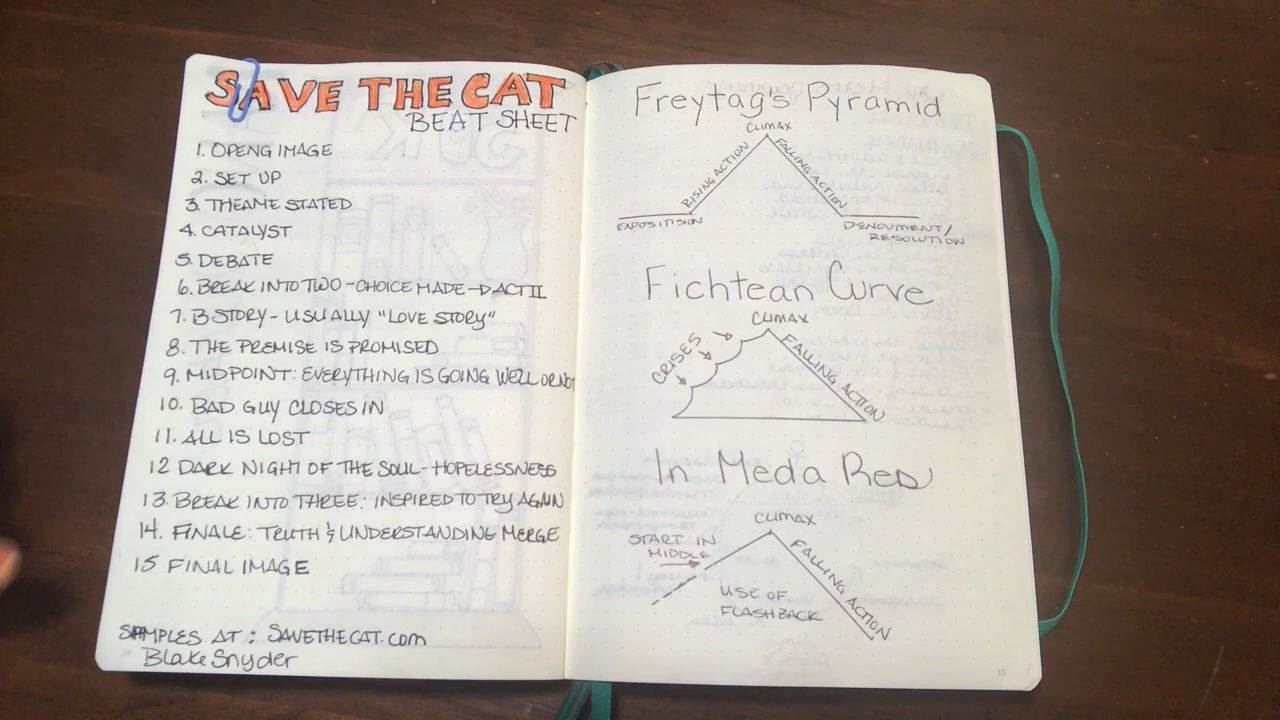 SAVE THE CAT
BEAT SHEET
1. OPENG IMAGE
2. SET UP
3. THEAME STATED
4. CATALYST
5. DEBATE
6. BREAK INTO TWO - CHOICE MADE → ACT II
7. B STORY - USUALLY "LOVE STORY"
8. THE PREMISE IS PROMISED
9. MIDPOINT: EVERYTHING IS GOING WELL OR NOT
10. BAD GUY CLOSES IN
11. ALL IS LOST
12 DARK NIGHT OF THE SOUL - HOPELESSNESS
13. BREAK INTO THREE: INSPIRED TO TRY AGAIN
14. FINALE: TRUTH & UNDERSTANDING MERGE
15 FINAL IMAGE
SAMPLES AT: SAVETHECAT.com
Blake Snyder
Freytag's Pyramid
CLIMAX
RISING ACTION
FALLING ACTION
EXPOSITISION
DENOUMENT/
RESOLUTION
Fichtean Curve
CLIMAX
CRISES
FALLING ACTION
In Meda Res
CLIMAX
START IN
MIDDLE
FALLING ACTION
USE OF
FLASHBACK